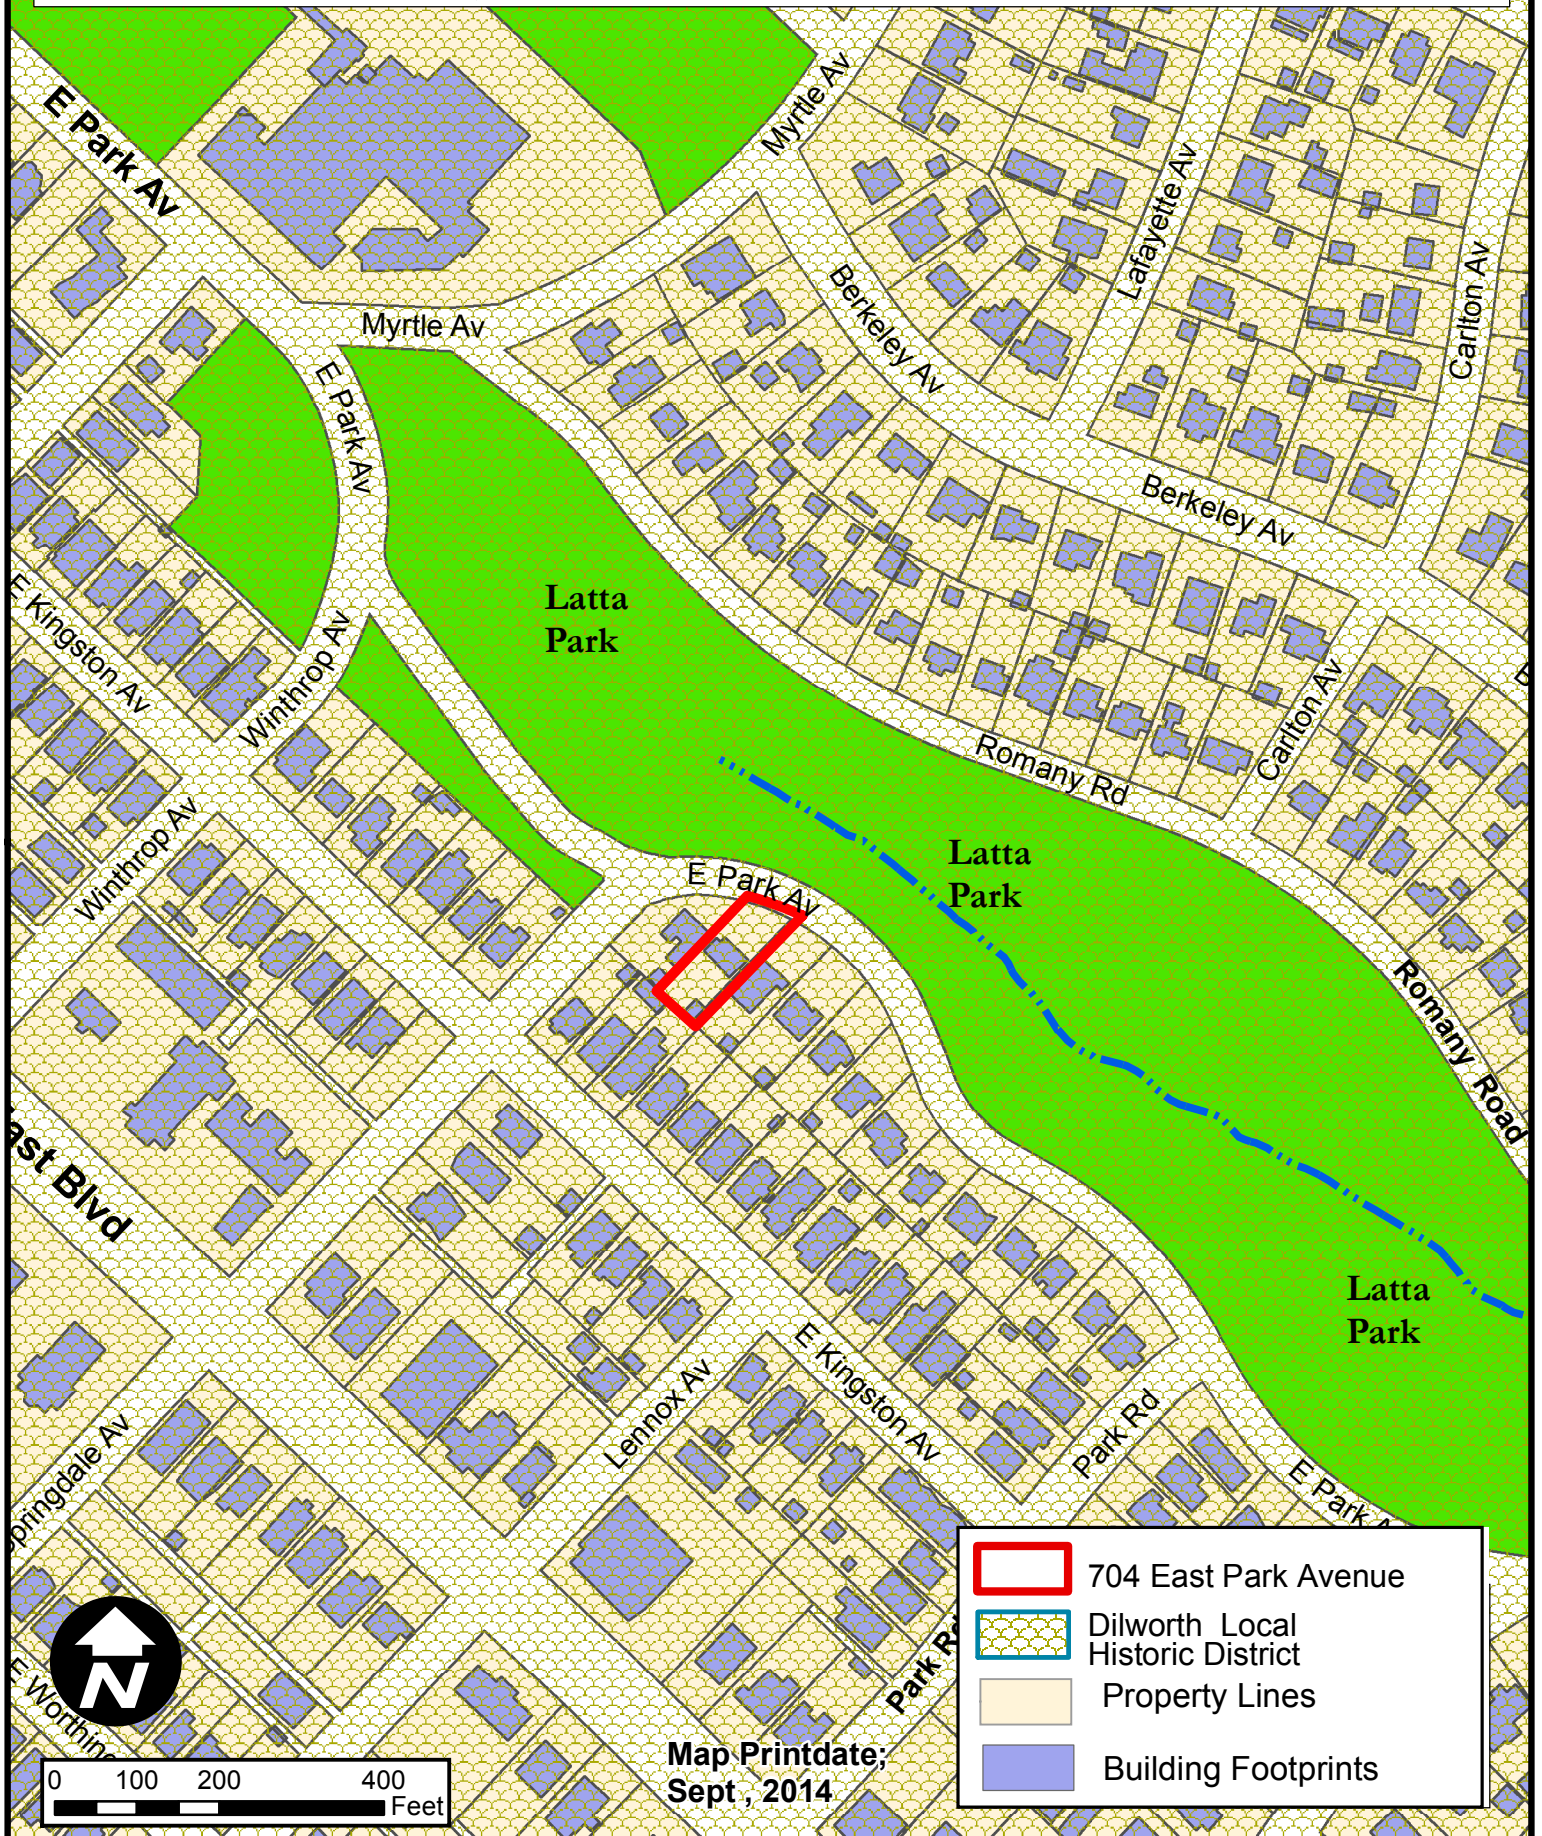 E Park Av
Myrtle Av
Lafayette Av
Carlton Av
Berkeley Av
Myrtle Av
E Park Av
Berkeley Av
Latta
Park
E Kingston Av
Winthrop Av
Carlton Av
Romany Rd
Winthrop Av
Latta
Park
E Park Av
Romany Road
ast Blvd
Latta
Park
E Kingston Av
Lennox Av
Park Rd
E Park A
pringdale Av
Park Rd
E Worthing
704 East Park Avenue
Dilworth Local
Historic District
Property Lines
Building Footprints
N
Map Printdate;
Sept , 2014
0 100 200 400
Feet